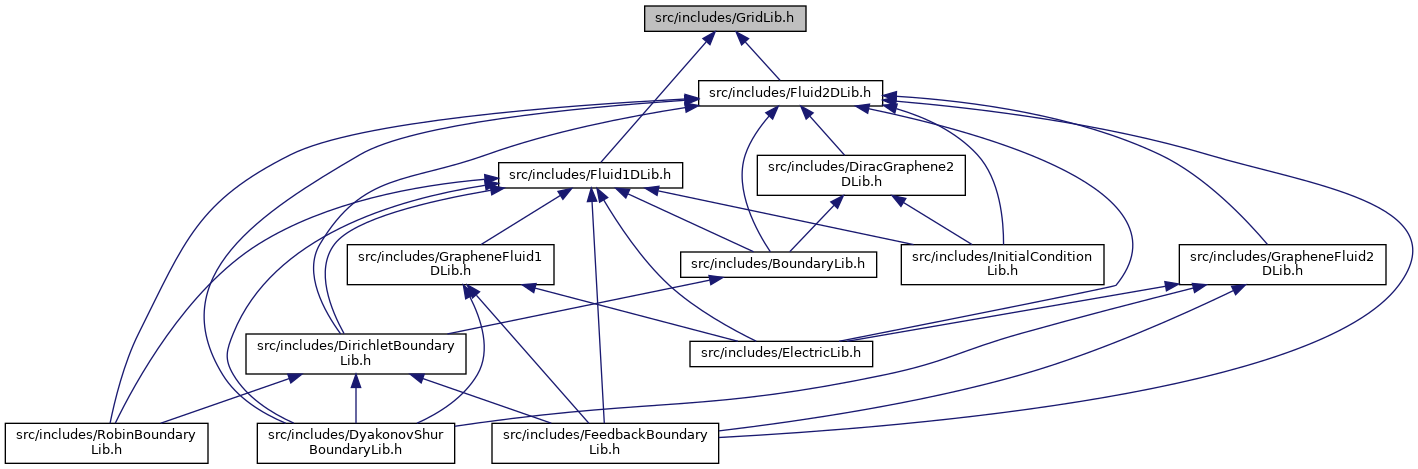 src/includes/GridLib.h
src/includes/Fluid2DLib.h
src/includes/Fluid1DLib.h
src/includes/DiracGraphene2
DLib.h
src/includes/GrapheneFluid1
DLib.h
src/includes/BoundaryLib.h
src/includes/InitialCondition
Lib.h
src/includes/GrapheneFluid2
DLib.h
src/includes/DirichletBoundary
Lib.h
src/includes/ElectricLib.h
src/includes/RobinBoundary
Lib.h
src/includes/DyakonovShur
BoundaryLib.h
src/includes/FeedbackBoundary
Lib.h